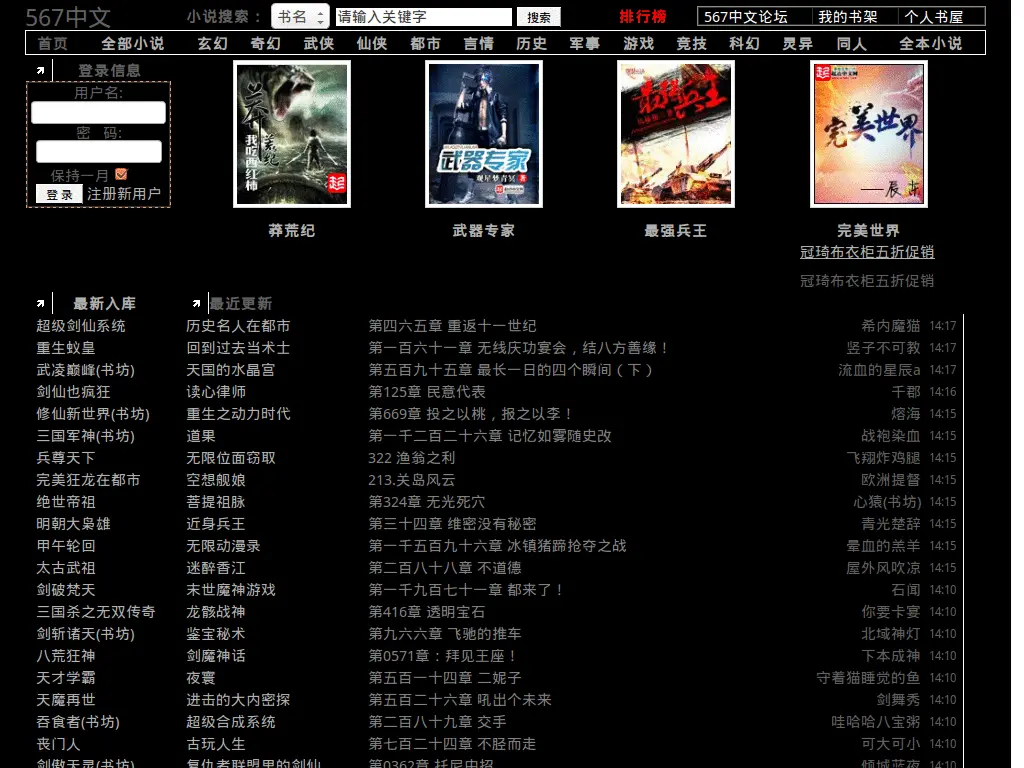 567中文 小说搜索： 书名 请输入关键字 搜索 排行榜 567中文论坛 我的书架 个人书屋
首页 全部小说 玄幻 奇幻 武侠 仙侠 都市 言情 历史 军事 游戏 竞技 科幻 灵异 同人 全本小说
登录信息
用户名:
密 码:
保持一月
登 录 注册新用户
莽荒纪
我吃西红柿
武器专家
观星梦青冥 著
最强兵王
完美世界
——辰东
莽荒纪 武器专家 最强兵王 完美世界
冠琦布衣柜五折促销
冠琦布衣柜五折促销
最新入库 最近更新
超级剑仙系统 历史名人在都市 第四六五章 重返十一世纪 希内魔猫 14:17
重生蚁皇 回到过去当术士 第一百六十一章 无线庆功宴会，结八方善缘！ 竖子不可教 14:17
武凌巅峰(书坊) 天国的水晶宫 第五百九十五章 最长一日的四个瞬间（下） 流血的星辰a 14:17
剑仙也疯狂 读心律师 第125章 民意代表 千郡 14:16
修仙新世界(书坊) 重生之动力时代 第669章 投之以桃，报之以李！ 熔海 14:15
三国军神(书坊) 道果 第一千二百二十六章 记忆如雾随史改 战袍染血 14:15
兵尊天下 无限位面窃取 322 渔翁之利 飞翔炸鸡腿 14:15
完美狂龙在都市 空想舰娘 213.关岛风云 欧洲提督 14:15
绝世帝祖 菩提祖脉 第324章 无光死穴 心猿(书坊) 14:15
明朝大枭雄 近身兵王 第三十四章 维密没有秘密 青光楚辞 14:15
甲午轮回 无限动漫录 第一千五百九十六章 冰镇猪蹄抢夺之战 晕血的羔羊 14:15
太古武祖 迷醉香江 第二百八十八章 不道德 屋外风吹凉 14:15
剑破梵天 末世魔神游戏 第一千九百七十一章 都来了！ 石闻 14:10
三国杀之无双传奇 龙骸战神 第416章 透明宝石 你要卡宴 14:10
剑斩诸天(书坊) 鉴宝秘术 第九六六章 飞驰的推车 北域神灯 14:10
八荒狂神 剑魔神话 第0571章：拜见王座！ 下本成神 14:10
天才学霸 夜寰 第五百一十四章 二妮子 守着猫睡觉的鱼 14:10
天魔再世 进击的大内密探 第五百二十六章 吼出个未来 剑舞秀 14:10
吞食者(书坊) 超级合成系统 第二百八十九章 交手 哇哈哈八宝粥 14:10
丧门人 古玩人生 第七百二十四章 不胫而走 可大可小 14:10
剑傲天灵(书坊) 复仇者联盟里的剑仙 第0362章 托尼中招 倾城蓝夜 14:10